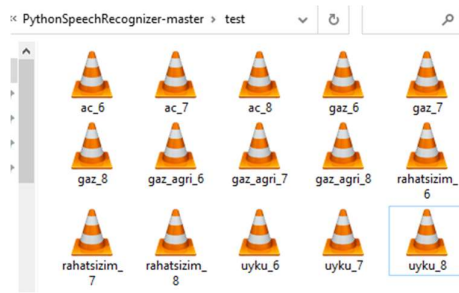 PythonSpeechRecognizer-master > test
ac_6 ac_7 ac_8 gaz_6 gaz_7
gaz_8 gaz_agri_6 gaz_agri_7 gaz_agri_8 rahatsizim_
6
rahatsizim_ rahatsizim_ uyku_6 uyku_7 uyku_8
7 8